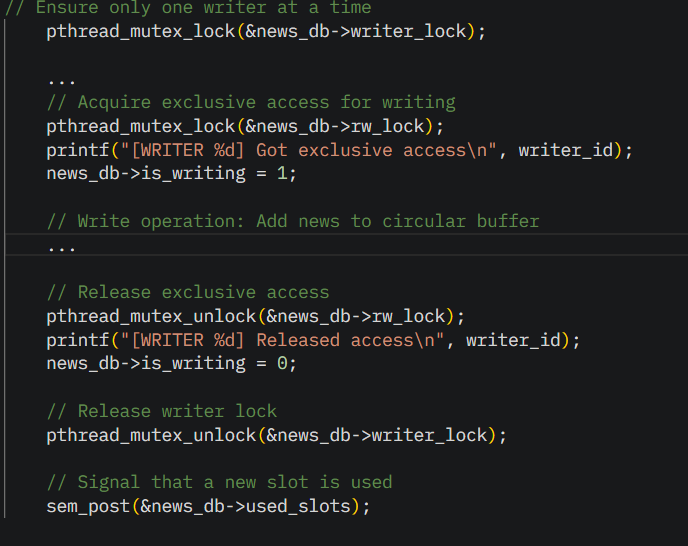 // Ensure only one writer at a time
pthread_mutex_lock(&news_db->writer_lock);
...
// Acquire exclusive access for writing
pthread_mutex_lock(&news_db->rw_lock);
printf("[WRITER %d] Got exclusive access\n", writer_id);
news_db->is_writing = 1;
// Write operation: Add news to circular buffer
...
// Release exclusive access
pthread_mutex_unlock(&news_db->rw_lock);
printf("[WRITER %d] Released access\n", writer_id);
news_db->is_writing = 0;
// Release writer lock
pthread_mutex_unlock(&news_db->writer_lock);
// Signal that a new slot is used
sem_post(&news_db->used_slots);